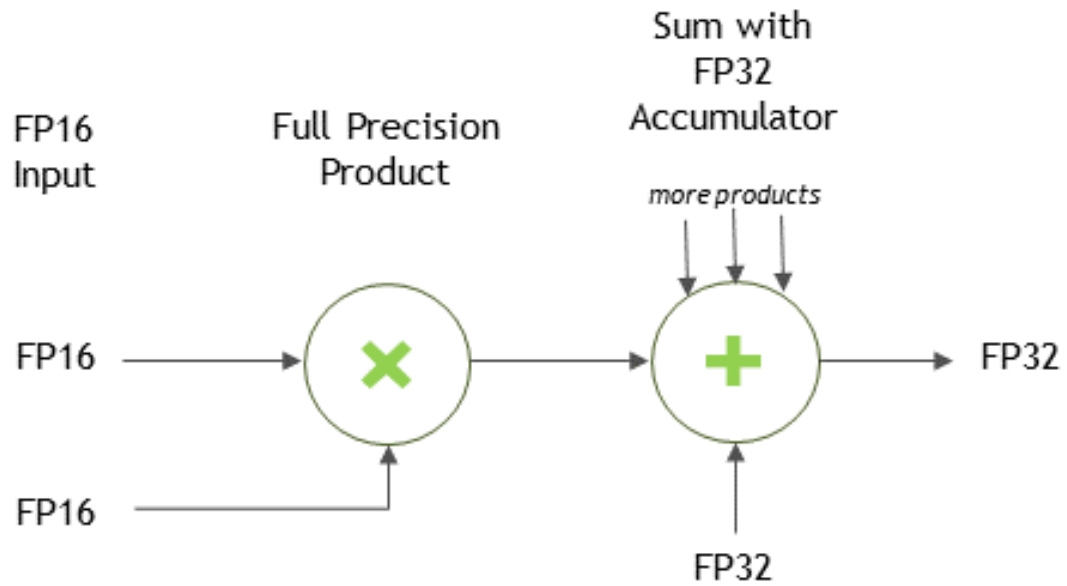 Sum with
FP32
Accumulator
FP16
Input
Full Precision
Product
more products
FP16
FP32
FP16
FP32